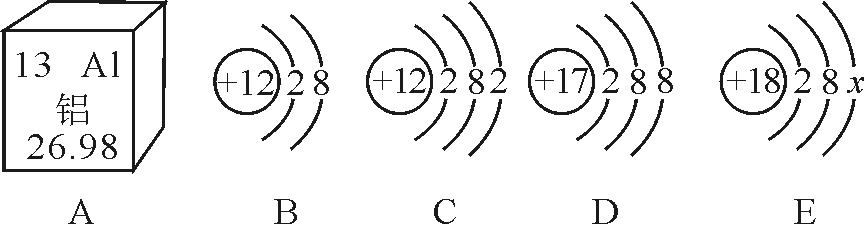 13 Al
铝
26.98
+12 2 8
+12 2 8 2
+17 2 8 8
+18 2 8 x
A B C D E